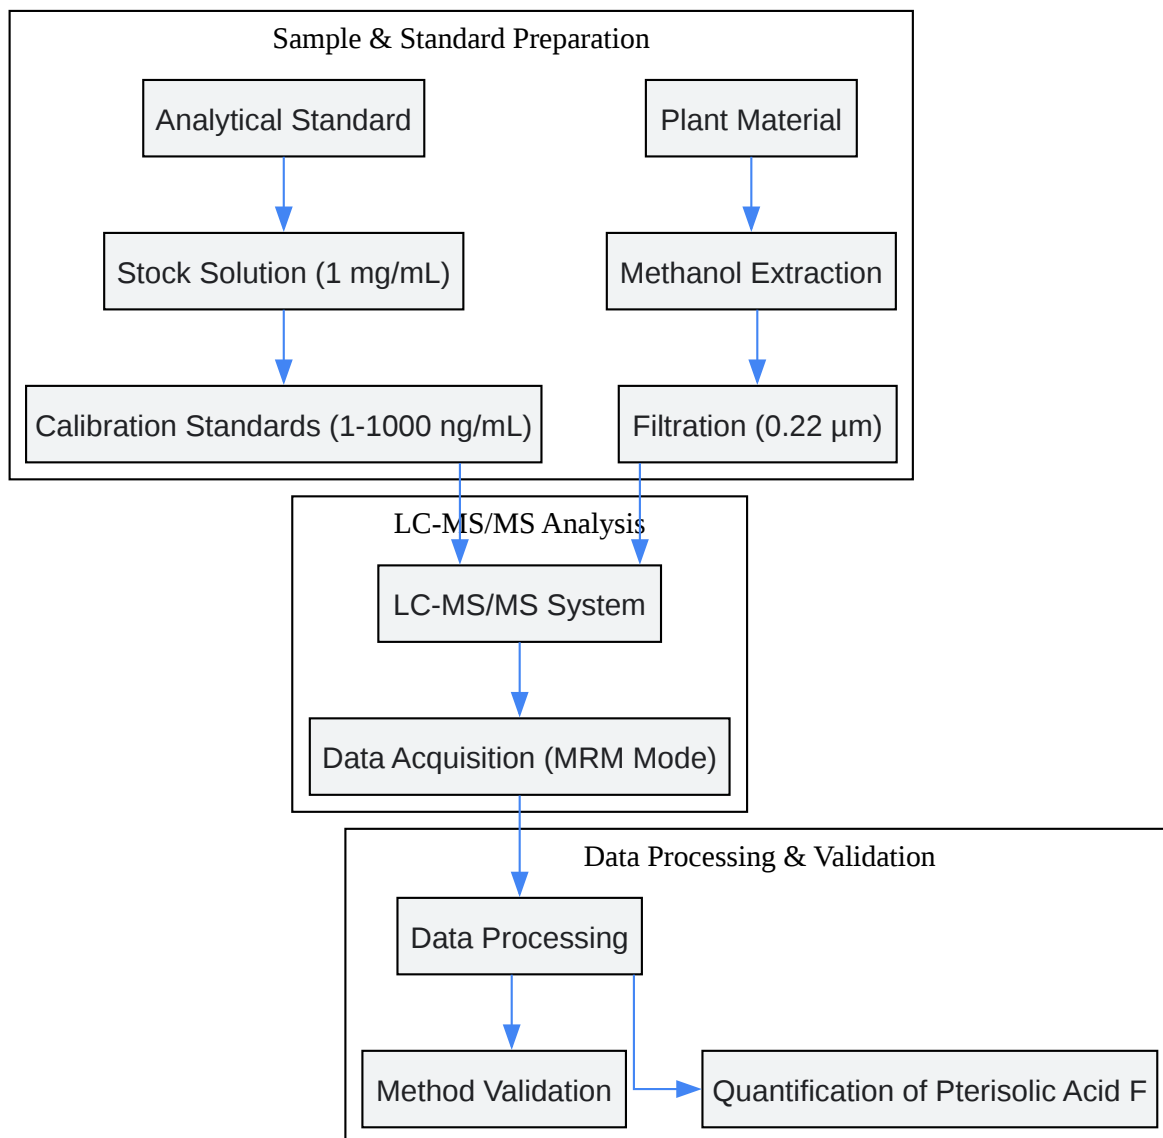 Sample & Standard Preparation
Analytical Standard
Plant Material
Stock Solution (1 mg/mL)
Methanol Extraction
Calibration Standards (1-1000 ng/mL)
Filtration (0.22 µm)
LC-MS/MS Analysis
LC-MS/MS System
Data Acquisition (MRM Mode)
Data Processing & Validation
Data Processing
Method Validation
Quantification of Pterisolic Acid F